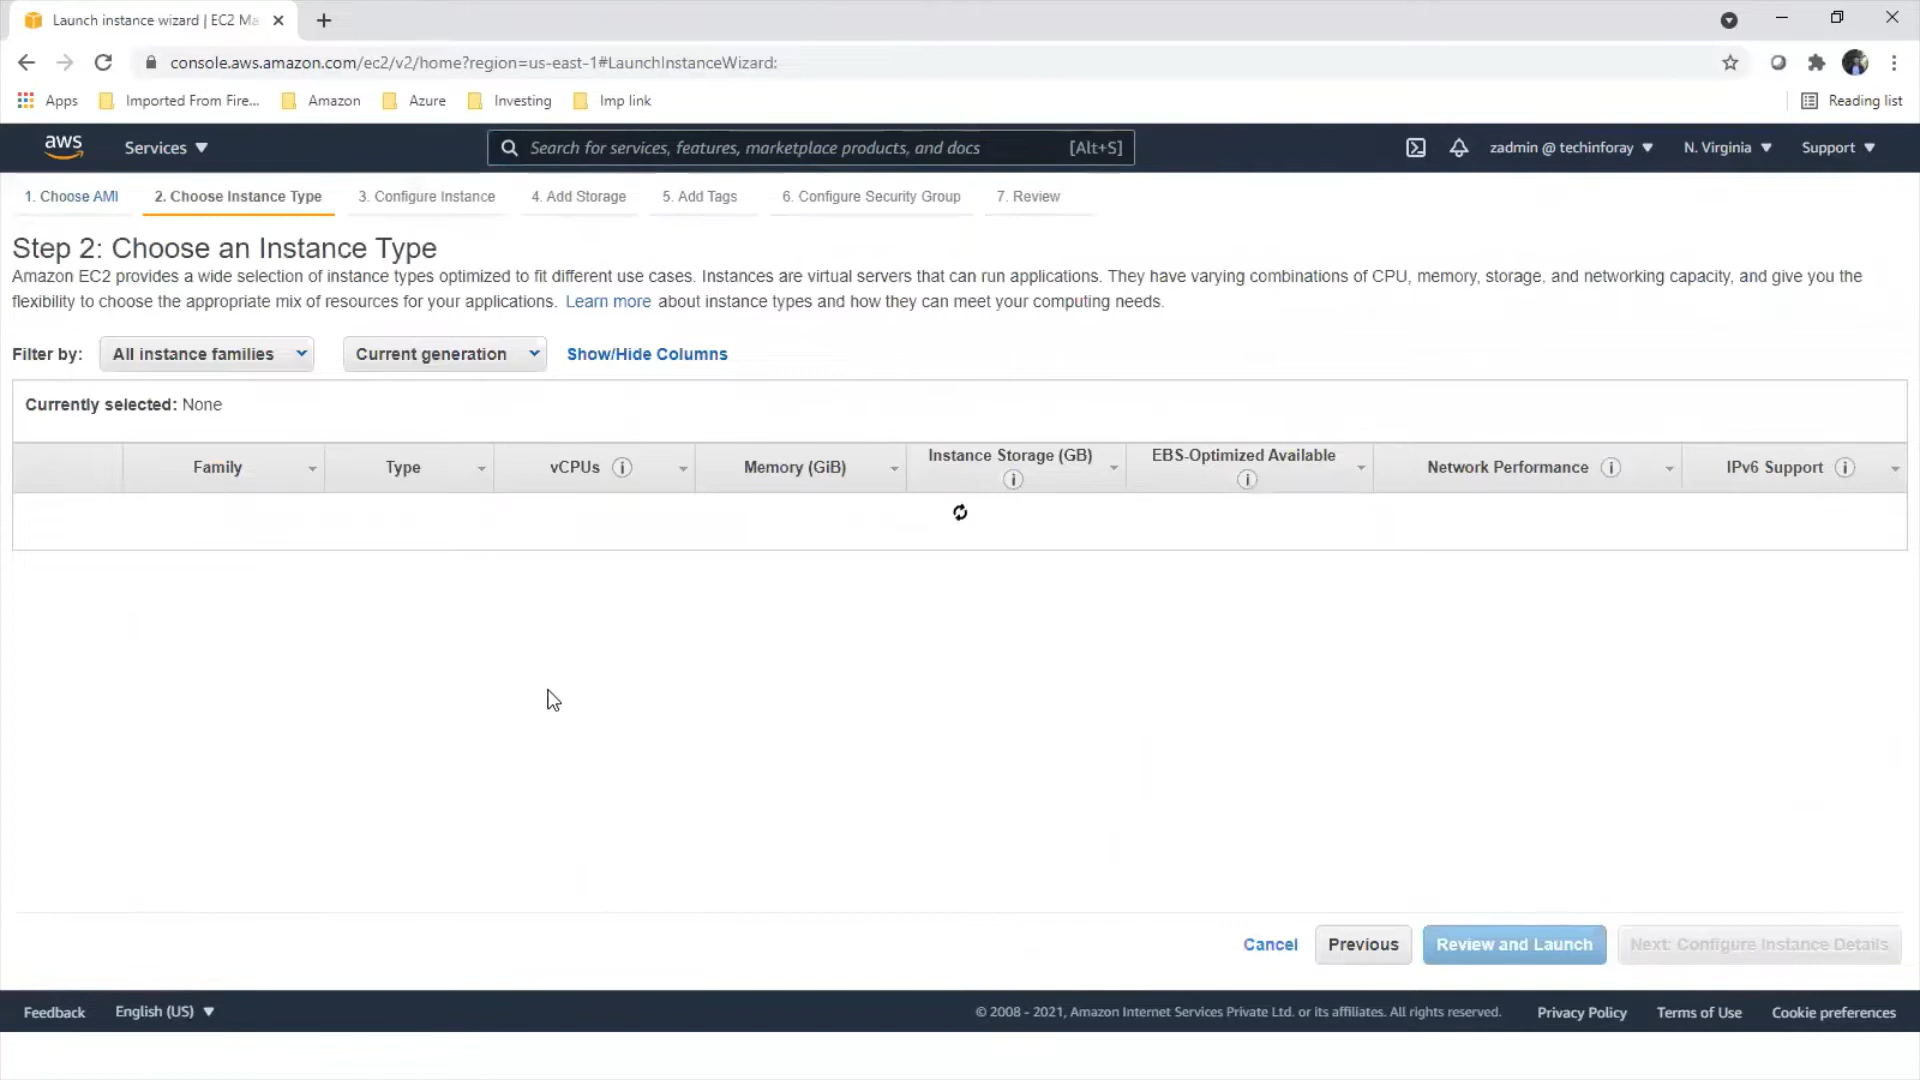 Launch instance wizard | EC2 Ma
console.aws.amazon.com/ec2/v2/home?region=us-east-1#LaunchInstanceWizard:
Apps Imported From Fire... Amazon Azure Investing Imp link Reading list
aws Services Search for services, features, marketplace products, and docs [Alt+S] zadmin @ techinforay N. Virginia Support
1. Choose AMI 2. Choose Instance Type 3. Configure Instance 4. Add Storage 5. Add Tags 6. Configure Security Group 7. Review
Step 2: Choose an Instance Type
Amazon EC2 provides a wide selection of instance types optimized to fit different use cases. Instances are virtual servers that can run applications. They have varying combinations of CPU, memory, storage, and networking capacity, and give you the
flexibility to choose the appropriate mix of resources for your applications. Learn more about instance types and how they can meet your computing needs.
Filter by: All instance families Current generation Show/Hide Columns
Currently selected: None
Family Type vCPUs i Memory (GiB) Instance Storage (GB) i EBS-Optimized Available i Network Performance i IPv6 Support i
Cancel Previous Review and Launch Next: Configure Instance Details
Feedback English (US) © 2008 - 2021, Amazon Internet Services Private Ltd. or its affiliates. All rights reserved. Privacy Policy Terms of Use Cookie preferences